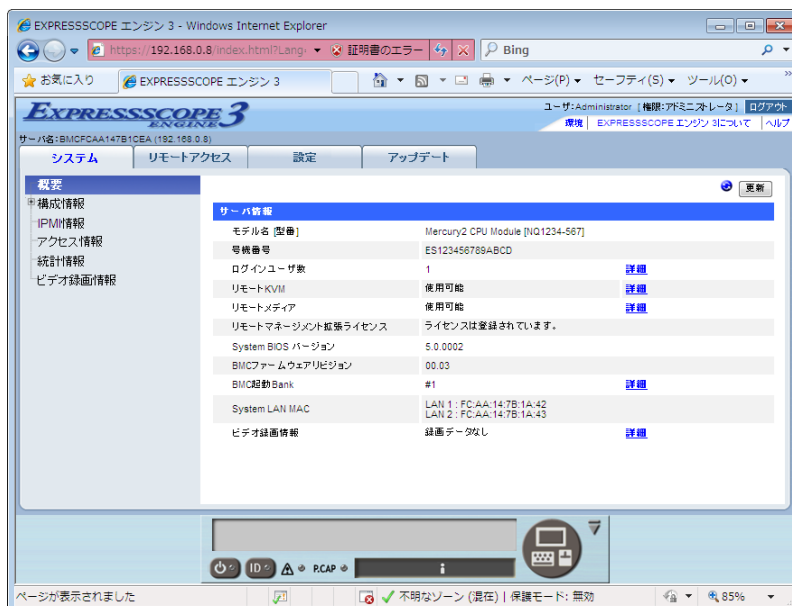 EXPRESSSCOPE エンジン 3 - Windows Internet Explorer
https://192.168.0.8/index.html?Lang 証明書のエラー Bing
お気に入り EXPRESSSCOPE エンジン 3 ページ(P) セーフティ(S) ツール(O) »
EXPRESSSCOPE
ENGINE 3
ユーザ:Administrator [権限:アドミニストレータ] ログアウト
環境 | EXPRESSSCOPE エンジン 3について | ヘルプ
サーバ名:BMCFCAA147B1CEA (192.168.0.8)
システム リモートアクセス 設定 アップデート
概要
構成情報
IPMI情報
アクセス情報
統計情報
ビデオ録画情報
更新
サーバ情報
モデル名 [型番] Mercury2 CPU Module [NQ1234-567]
号機番号 ES123456789ABCD
ログインユーザ数 1 詳細
リモートKVM 使用可能 詳細
リモートメディア 使用可能 詳細
リモートマネージメント拡張ライセンス ライセンスは登録されています。
System BIOS バージョン 5.0.0002
BMCファームウェアリビジョン 00.03
BMC起動Bank #1 詳細
System LAN MAC LAN 1 : FC:AA:14:7B:1A:42
LAN 2 : FC:AA:14:7B:1A:43
ビデオ録画情報 録画データなし 詳細
ID P.CAP i
ページが表示されました 不明なゾーン (混在) | 保護モード: 無効 85%